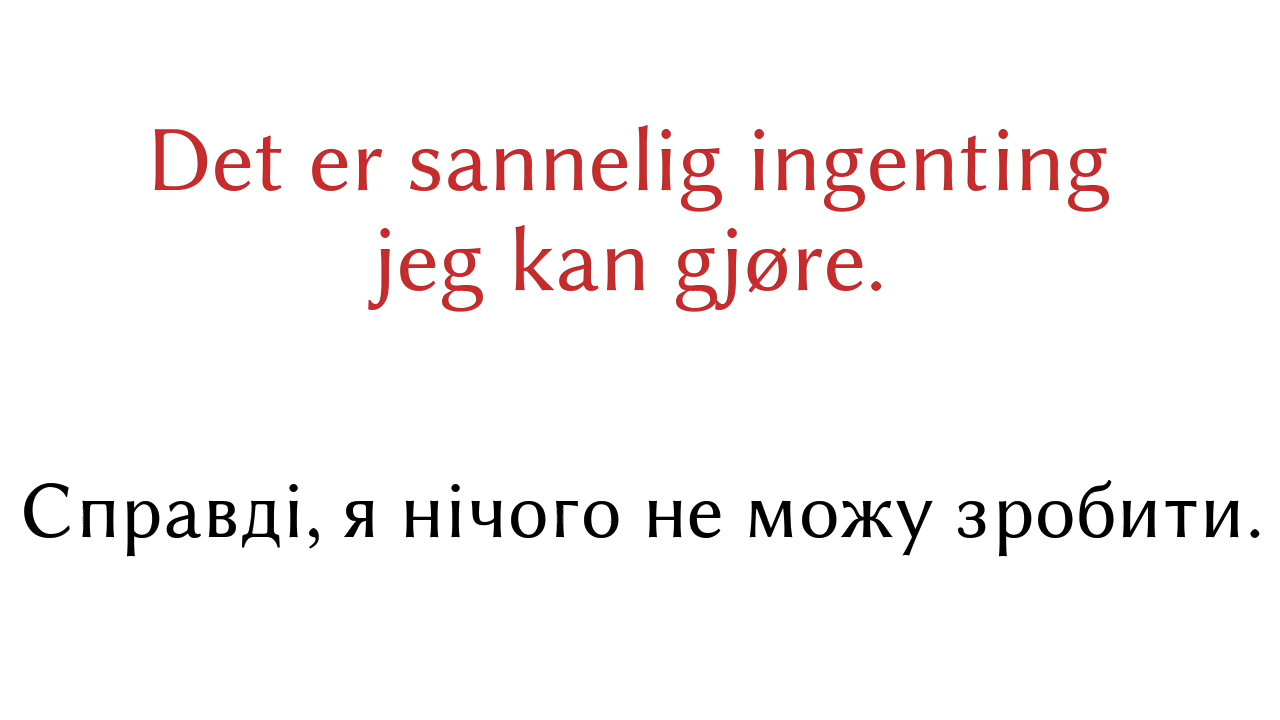 Det er sannelig ingenting
jeg kan gjøre.
Справді, я нічого не можу зробити.